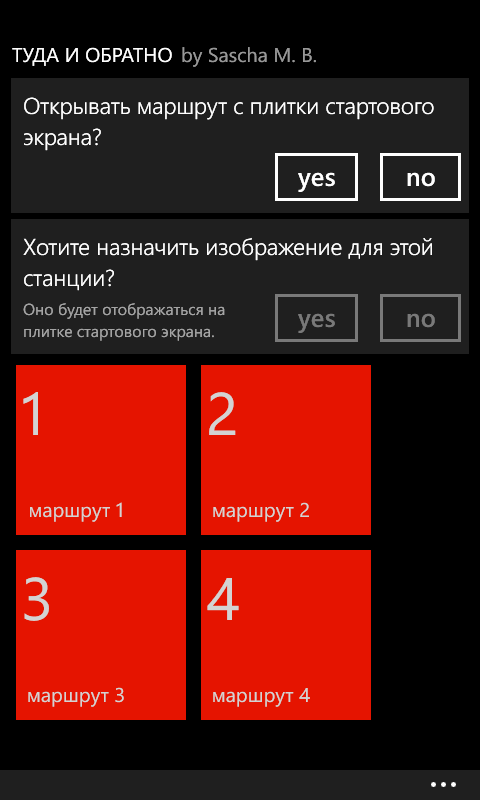 ТУДА И ОБРАТНО by Sascha M. B.
Открывать маршрут с плитки стартового
экрана?
yes no
Хотите назначить изображение для этой
станции?
Оно будет отображаться на
плитке стартового экрана.
yes no
1 2
маршрут 1 маршрут 2
3 4
маршрут 3 маршрут 4